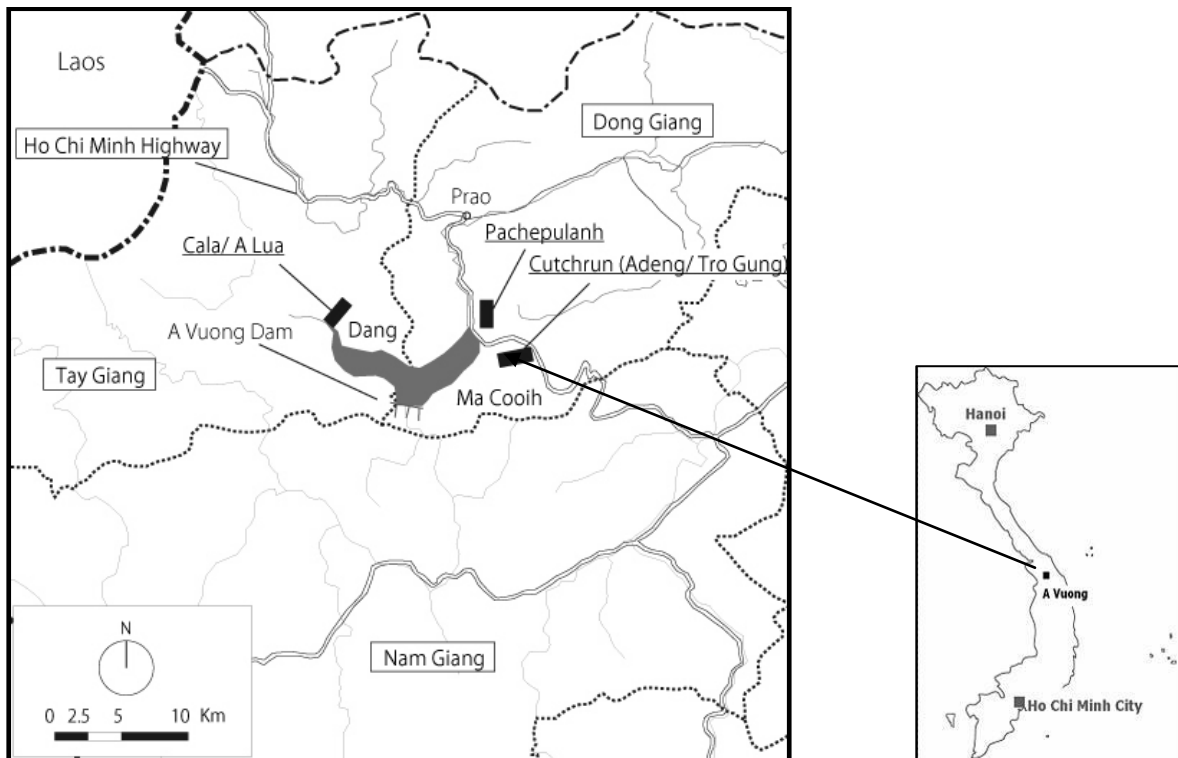 Laos
Dong Giang
Ho Chi Minh Highway
Prao
Pachepulanh
Cala/ A Lua
Cutchrun (Adeng/ Tro Gung)
Dang
A Vuong Dam
Tay Giang
Ma Cooih
Nam Giang
N
0 2.5 5 10 Km
Hanoi
A Vuong
Ho Chi Minh City